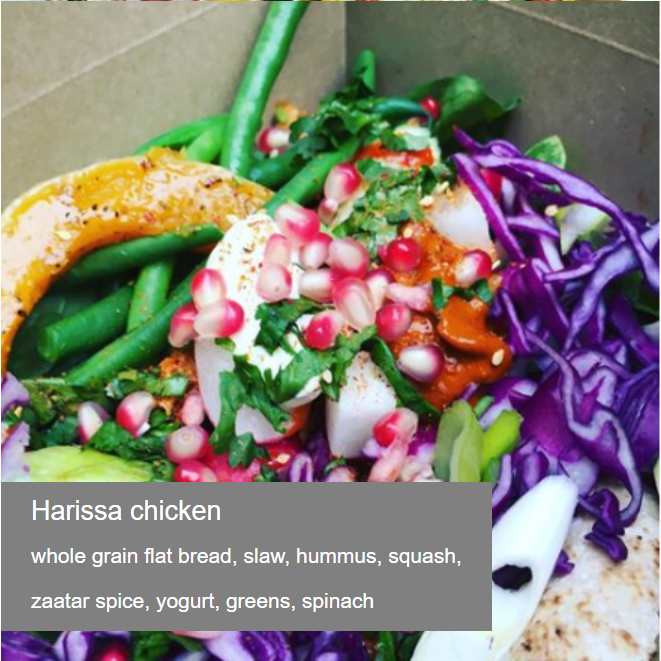 Harissa chicken
whole grain flat bread, slaw, hummus, squash,
zaatar spice, yogurt, greens, spinach